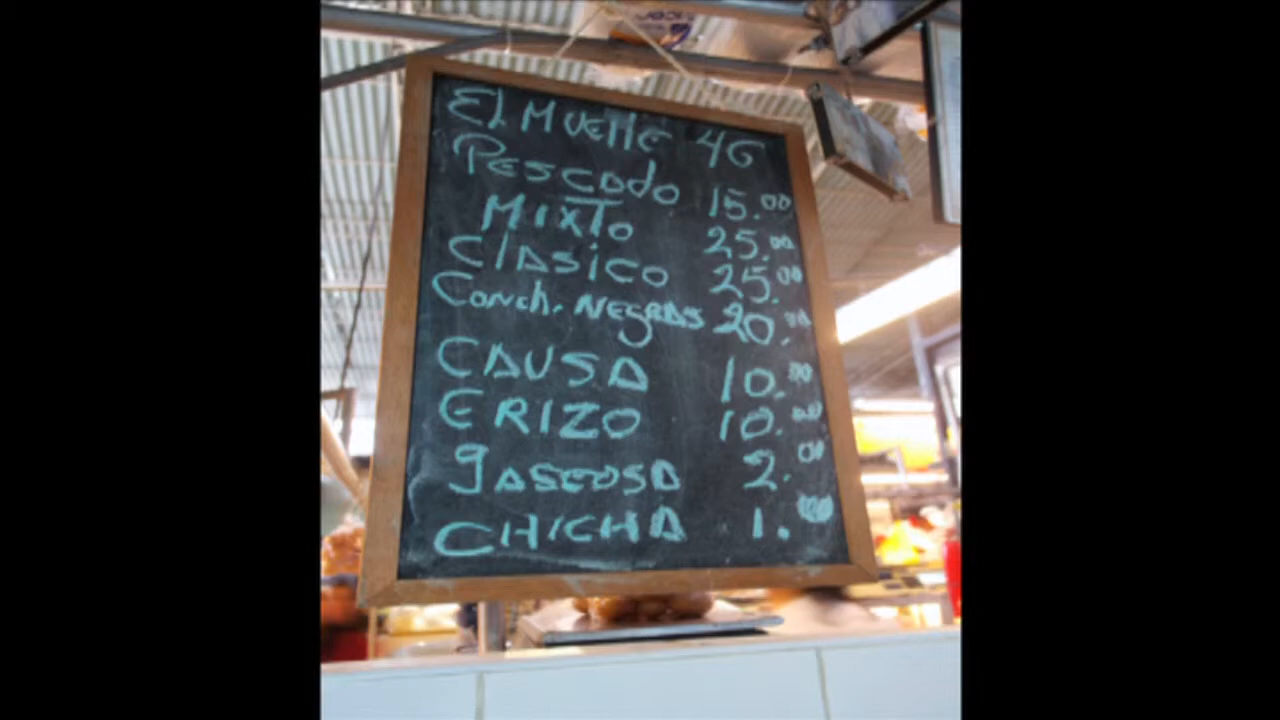 El MUEllE 46
PESCADO 15.00
MIXTO 25.00
ClASiCO 25.00
Conch. NEgRAS 20.00
CAUSA 10.00
ERIZO 10.00
gASEOSA 2.00
CHICHA 1.00